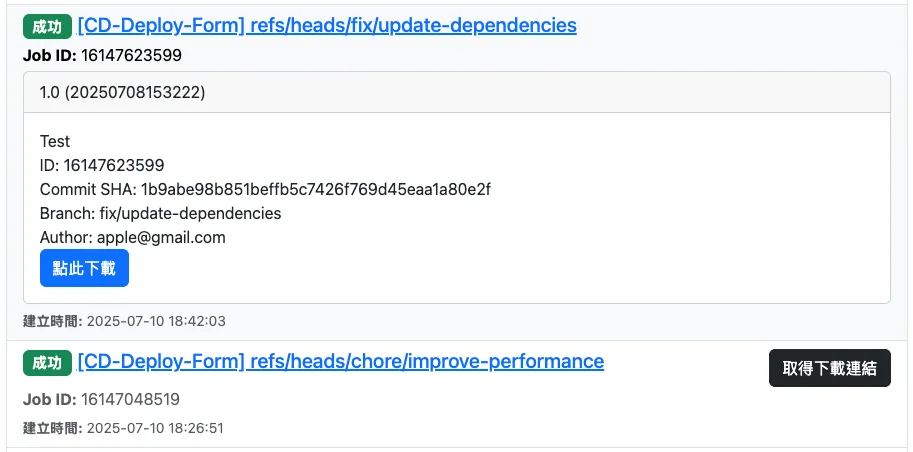 成功 [CD-Deploy-Form] refs/heads/fix/update-dependencies
Job ID: 16147623599
1.0 (20250708153222)
Test
ID: 16147623599
Commit SHA: 1b9abe98b851beffb5c7426f769d45eaa1a80e2f
Branch: fix/update-dependencies
Author: apple@gmail.com
點此下載
建立時間: 2025-07-10 18:42:03
成功 [CD-Deploy-Form] refs/heads/chore/improve-performance
取得下載連結
Job ID: 16147048519
建立時間: 2025-07-10 18:26:51